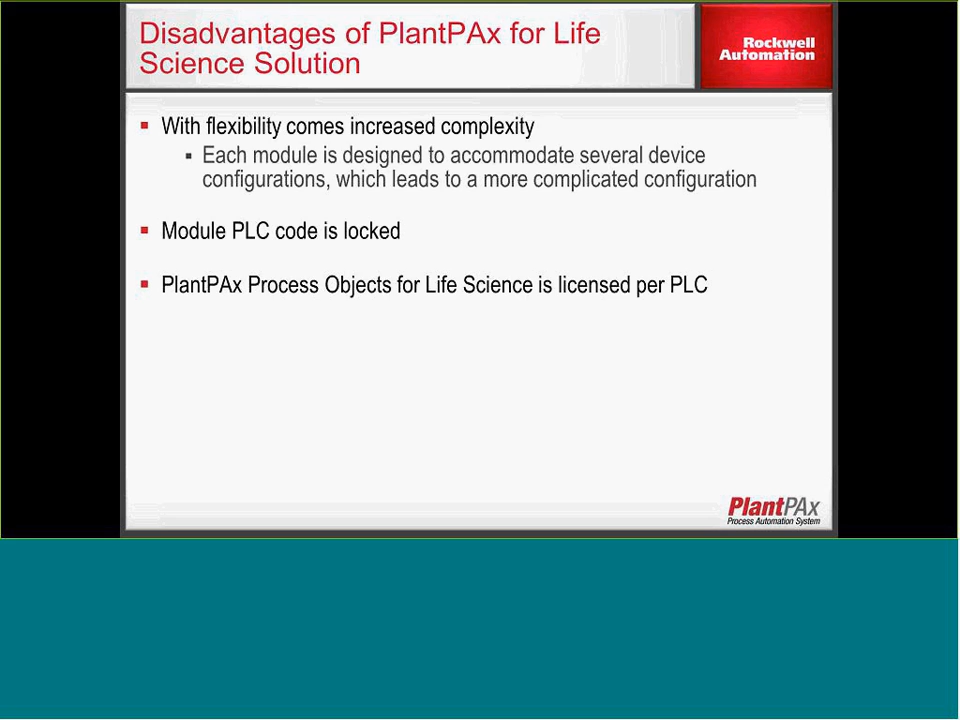 Disadvantages of PlantPAx for Life
Science Solution
Rockwell
Automation
▪ With flexibility comes increased complexity
▪ Each module is designed to accommodate several device
configurations, which leads to a more complicated configuration
▪ Module PLC code is locked
▪ PlantPAx Process Objects for Life Science is licensed per PLC
PlantPAx
Process Automation System